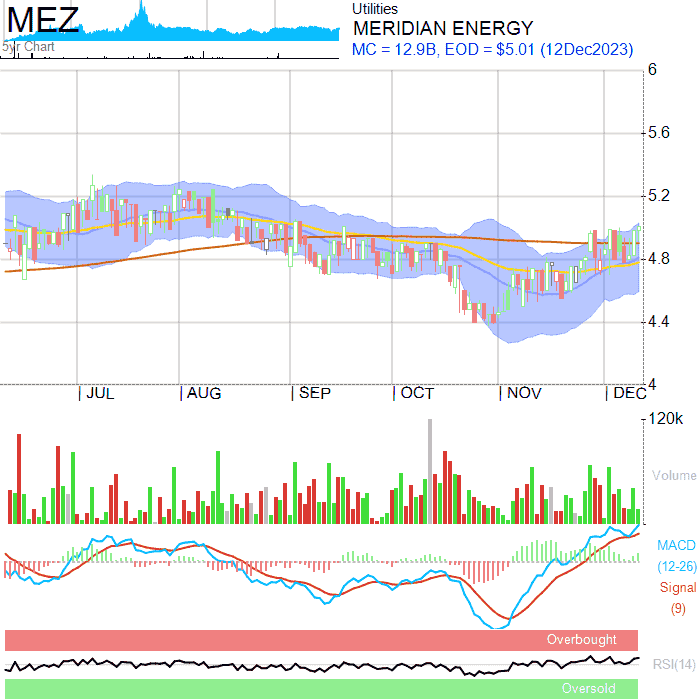 MEZ
5yr Chart
Utilities
MERIDIAN ENERGY
MC = 12.9B, EOD = $5.01 (12Dec2023)
6
5.6
5.2
4.8
4.4
4
JUL AUG SEP OCT NOV DEC
120k
Volume
MACD
(12-26)
Signal
(9)
Overbought
RSI(14)
Oversold